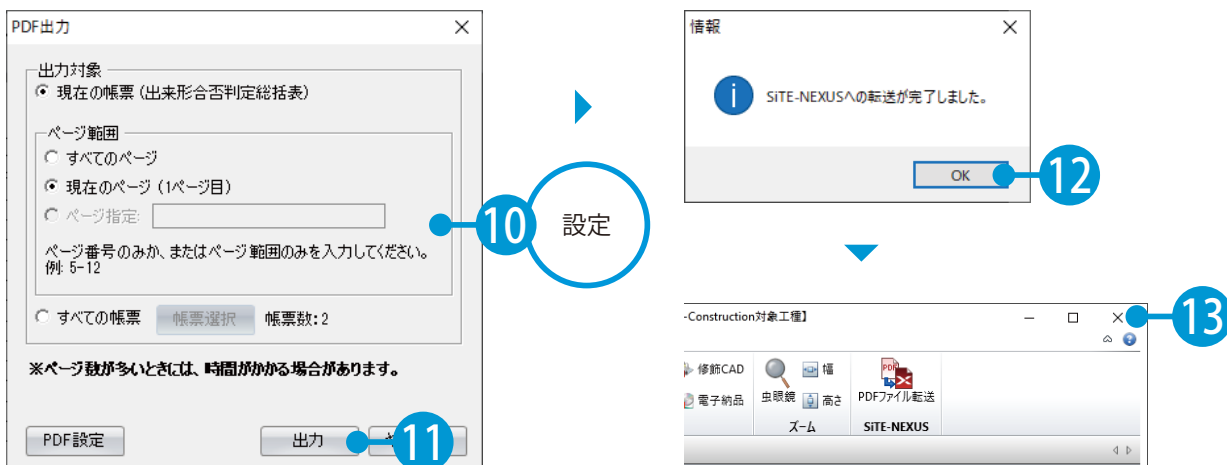 PDF出力
出力対象
現在の帳票 (出来形合否判定総括表)
ページ範囲
すべてのページ
現在のページ (1ページ目)
ページ指定:
ページ番号のみか、またはページ範囲のみを入力してください。
例: 5-12
すべての帳票 帳票選択 帳票数: 2
※ページ数が多いときには、時間がかかる場合があります。
PDF設定 出力
10
設定
11
情報
SiTE-NEXUSへの転送が完了しました。
OK
12
-Construction対象工種】
13
修飾CAD
電子納品
虫眼鏡
幅
高さ
ズーム
PDF
PDFファイル転送
SiTE-NEXUS